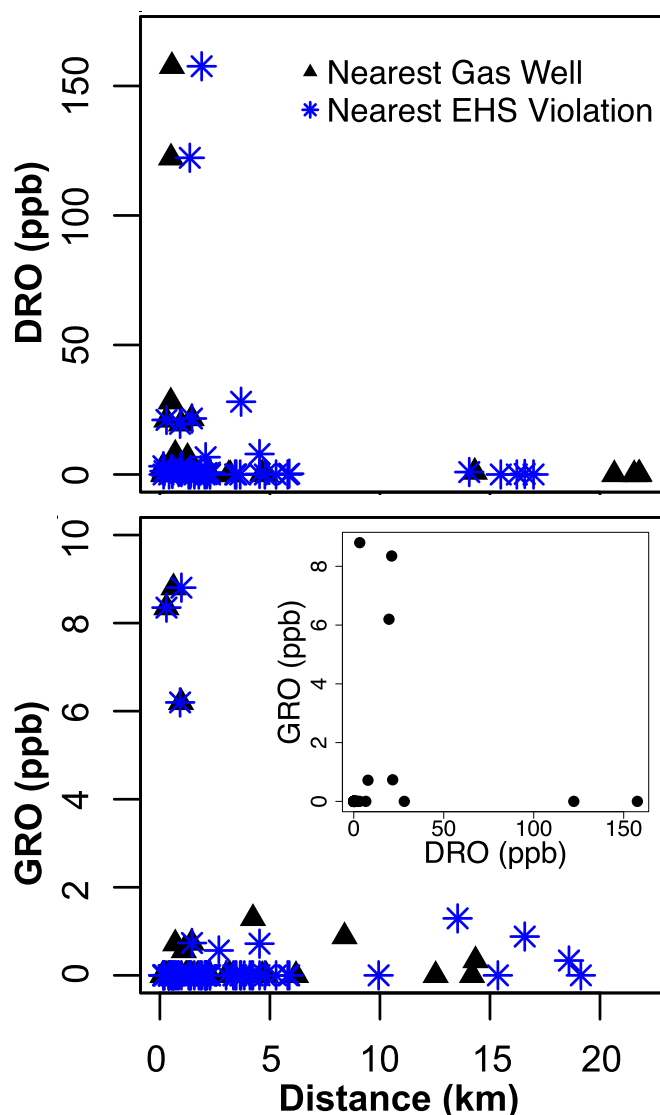 Nearest Gas Well
Nearest EHS Violation
DRO (ppb)
150
100
50
0
GRO (ppb)
10
8
6
4
2
0
GRO (ppb)
8
6
4
2
0
0 50 100 150
DRO (ppb)
0 5 10 15 20
Distance (km)